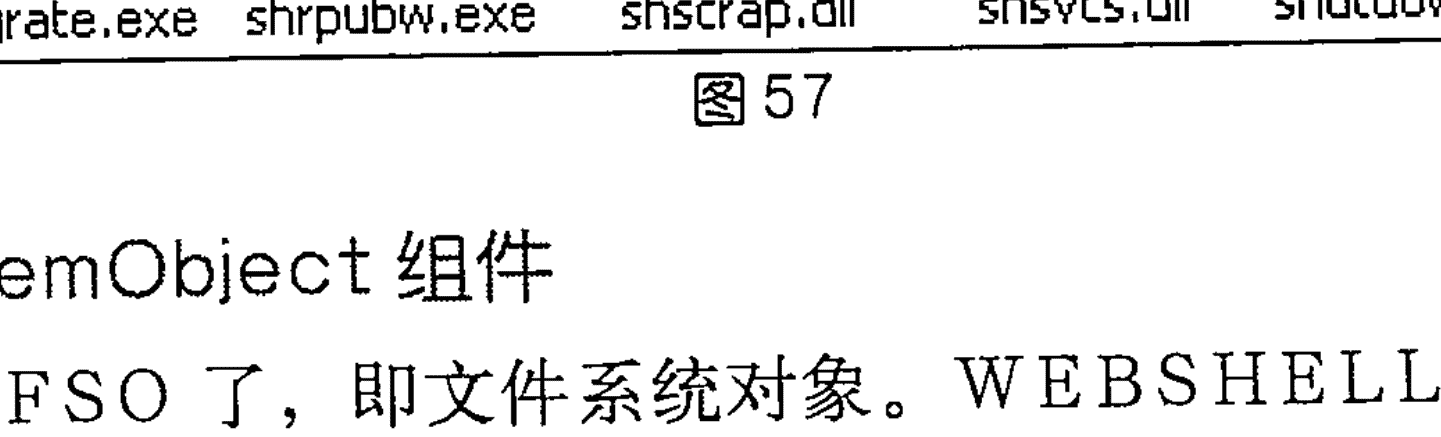 grate.exe shrpubw.exe shscrap.dll shsvcs.dll
图 57
emObject 组件
FSO 了，即文件系统对象。WEBSHELL